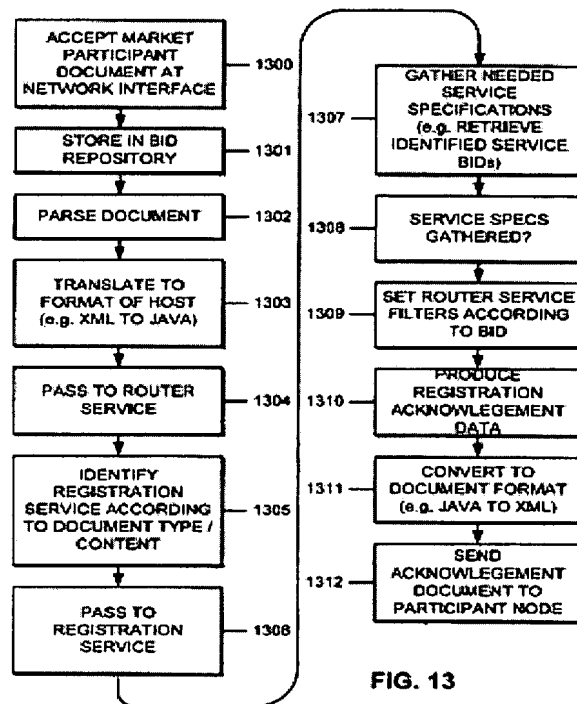 ACCEPT MARKET
PARTICIPANT
DOCUMENT AT
NETWORK INTERFACE
1300
STORE IN BID
REPOSITORY
1301
PARSE DOCUMENT
1302
TRANSLATE TO
FORMAT OF HOST
(e.g. XML TO JAVA)
1303
PASS TO ROUTER
SERVICE
1304
IDENTIFY
REGISTRATION
SERVICE ACCORDING
TO DOCUMENT TYPE /
CONTENT
1305
PASS TO
REGISTRATION
SERVICE
1306
1307
GATHER NEEDED
SERVICE
SPECIFICATIONS
(e.g. RETRIEVE
IDENTIFIED SERVICE
BIDs)
1308
SERVICE SPECS
GATHERED?
1309
SET ROUTER SERVICE
FILTERS ACCORDING
TO BID
1310
PRODUCE
REGISTRATION
ACKNOWLEGEMENT
DATA
1311
CONVERT TO
DOCUMENT FORMAT
(e.g. JAVA TO XML)
1312
SEND
ACKNOWLEGEMENT
DOCUMENT TO
PARTICIPANT NODE
FIG. 13